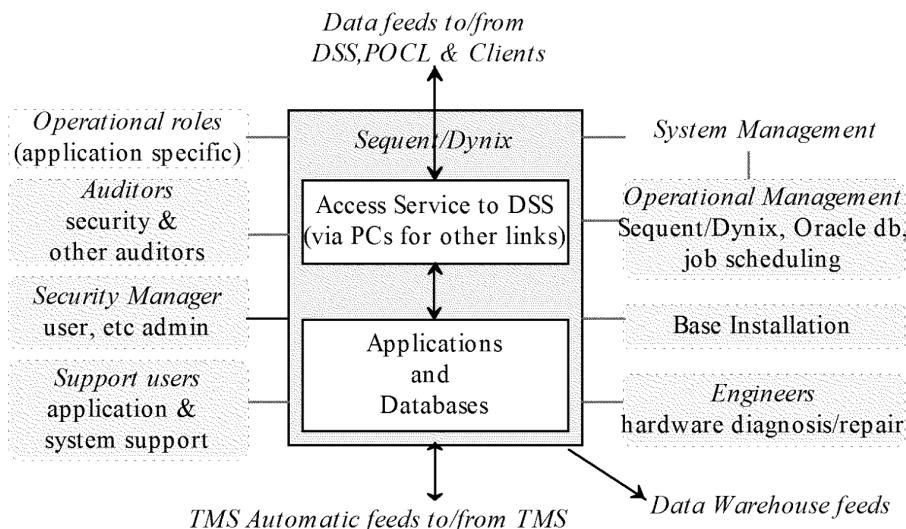 Data feeds to/from
DSS,POCL & Clients
Operational roles
(application specific)
Auditors
security &
other auditors
Security Manager
user, etc admin
Support users
application &
system support
Sequent/Dynix
Access Service to DSS
(via PCs for other links)
Applications
and
Databases
System Management
Operational Management
Sequent/Dynix, Oracle db,
job scheduling
Base Installation
Engineers
hardware diagnosis/repair
TMS Automatic feeds to/from TMS
Data Warehouse feeds